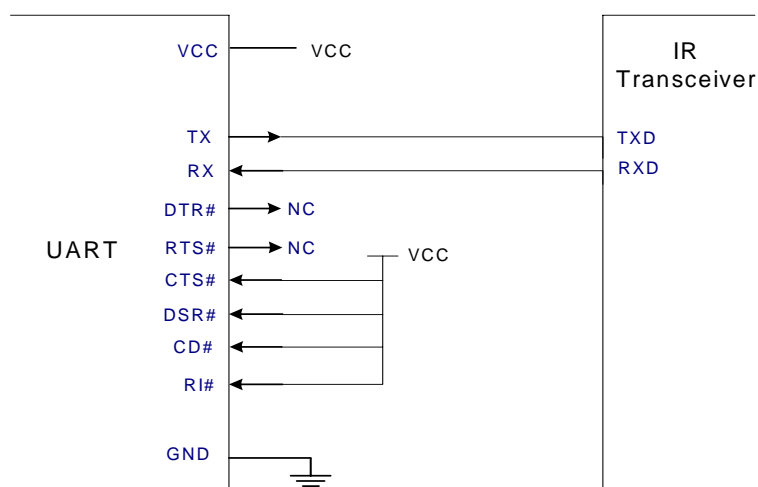 VCC VCC
IR
Transceiver
TX TXD
RX RXD
DTR# NC
UART
RTS# NC
VCC
CTS#
DSR#
CD#
RI#
GND